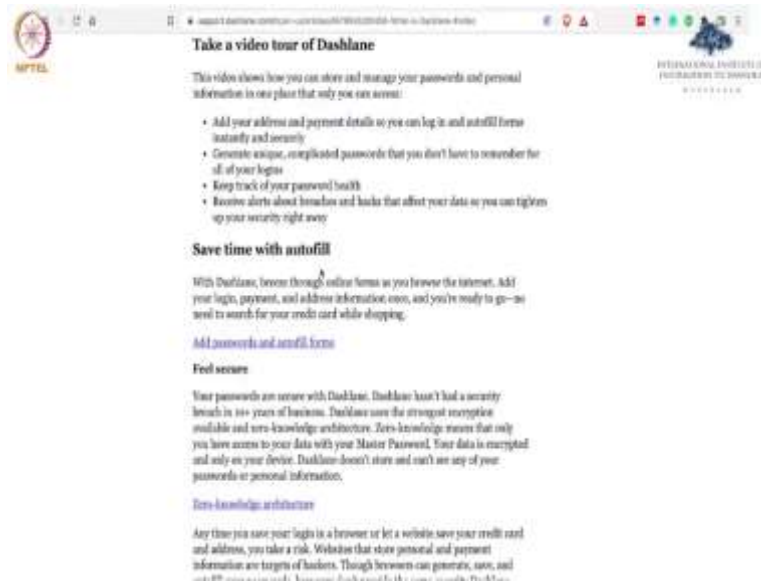 Take a video tour of Dashlane
NPTEL
This video shows how you can store and manage your passwords and personal
information in one place that only you can access:
• Add your address and payment details so you can log in and autofill forms
instantly and securely
• Generate unique, complicated passwords that you don't have to remember for
all of your logins
• Keep track of your password health
• Receive alerts about breaches and hacks that affect your data so you can tighten
up your security right away
Save time with autofill
With Dashlane, breeze through online forms as you browse the internet. Add
your login, payment, and address information once, and you're ready to go—no
need to search for your credit card while shopping.
Add passwords and autofill forms
Feel secure
Your passwords are secure with Dashlane. Dashlane hasn't had a security
breach in 10+ years of business. Dashlane uses the strongest encryption
available and zero-knowledge architecture. Zero-knowledge means that only
you have access to your data with your Master Password. Your data is encrypted
and only on your device. Dashlane doesn't store and can't see any of your
passwords or personal information.
Zero-knowledge architecture
Any time you save your login in a browser or let a website save your credit card
and address, you take a risk. Websites that store personal and payment
information are targets of hackers. Though browsers can generate, save, and